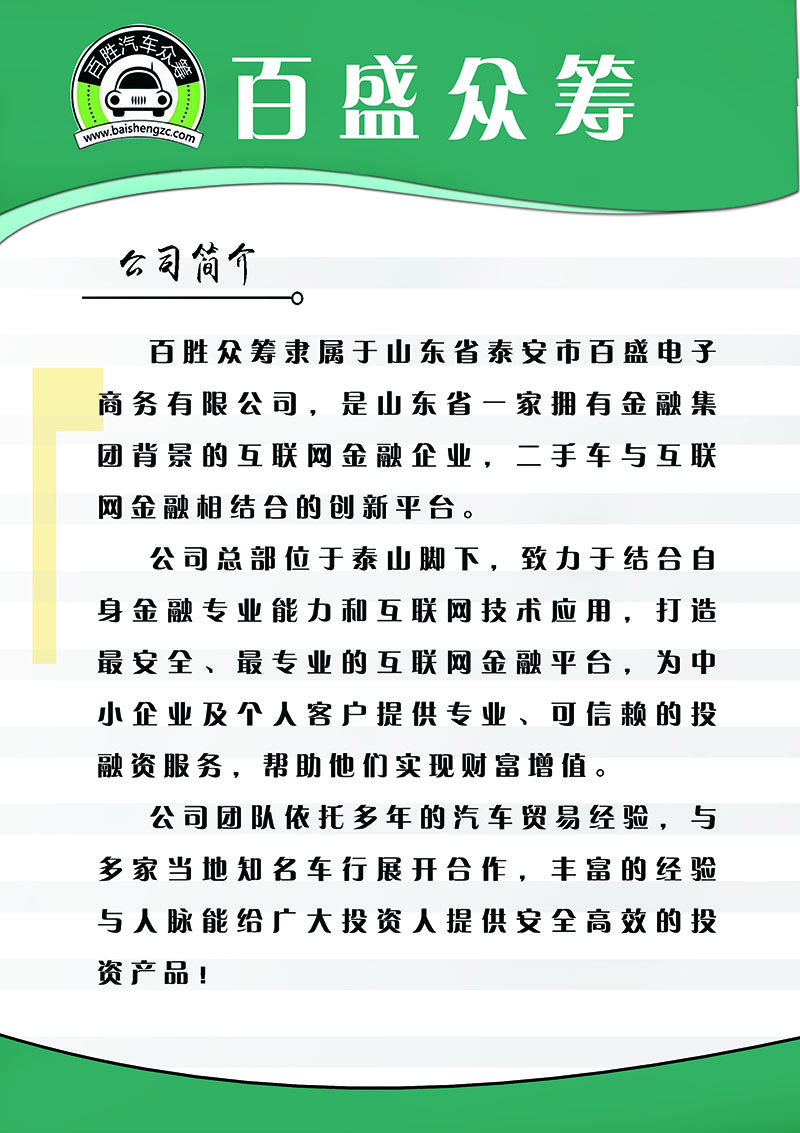 百胜汽车众筹
www.baishengzc.com
百盛众筹
公司简介
百胜众筹隶属于山东省泰安市百盛电子
商务有限公司，是山东省一家拥有金融集
团背景的互联网金融企业，二手车与互联
网金融相结合的创新平台。
公司总部位于泰山脚下，致力于结合自
身金融专业能力和互联网技术应用，打造
最安全、最专业的互联网金融平台，为中
小企业及个人客户提供专业、可信赖的投
融资服务，帮助他们实现财富增值。
公司团队依托多年的汽车贸易经验，与
多家当地知名车行展开合作，丰富的经验
与人脉能给广大投资人提供安全高效的投
资产品！